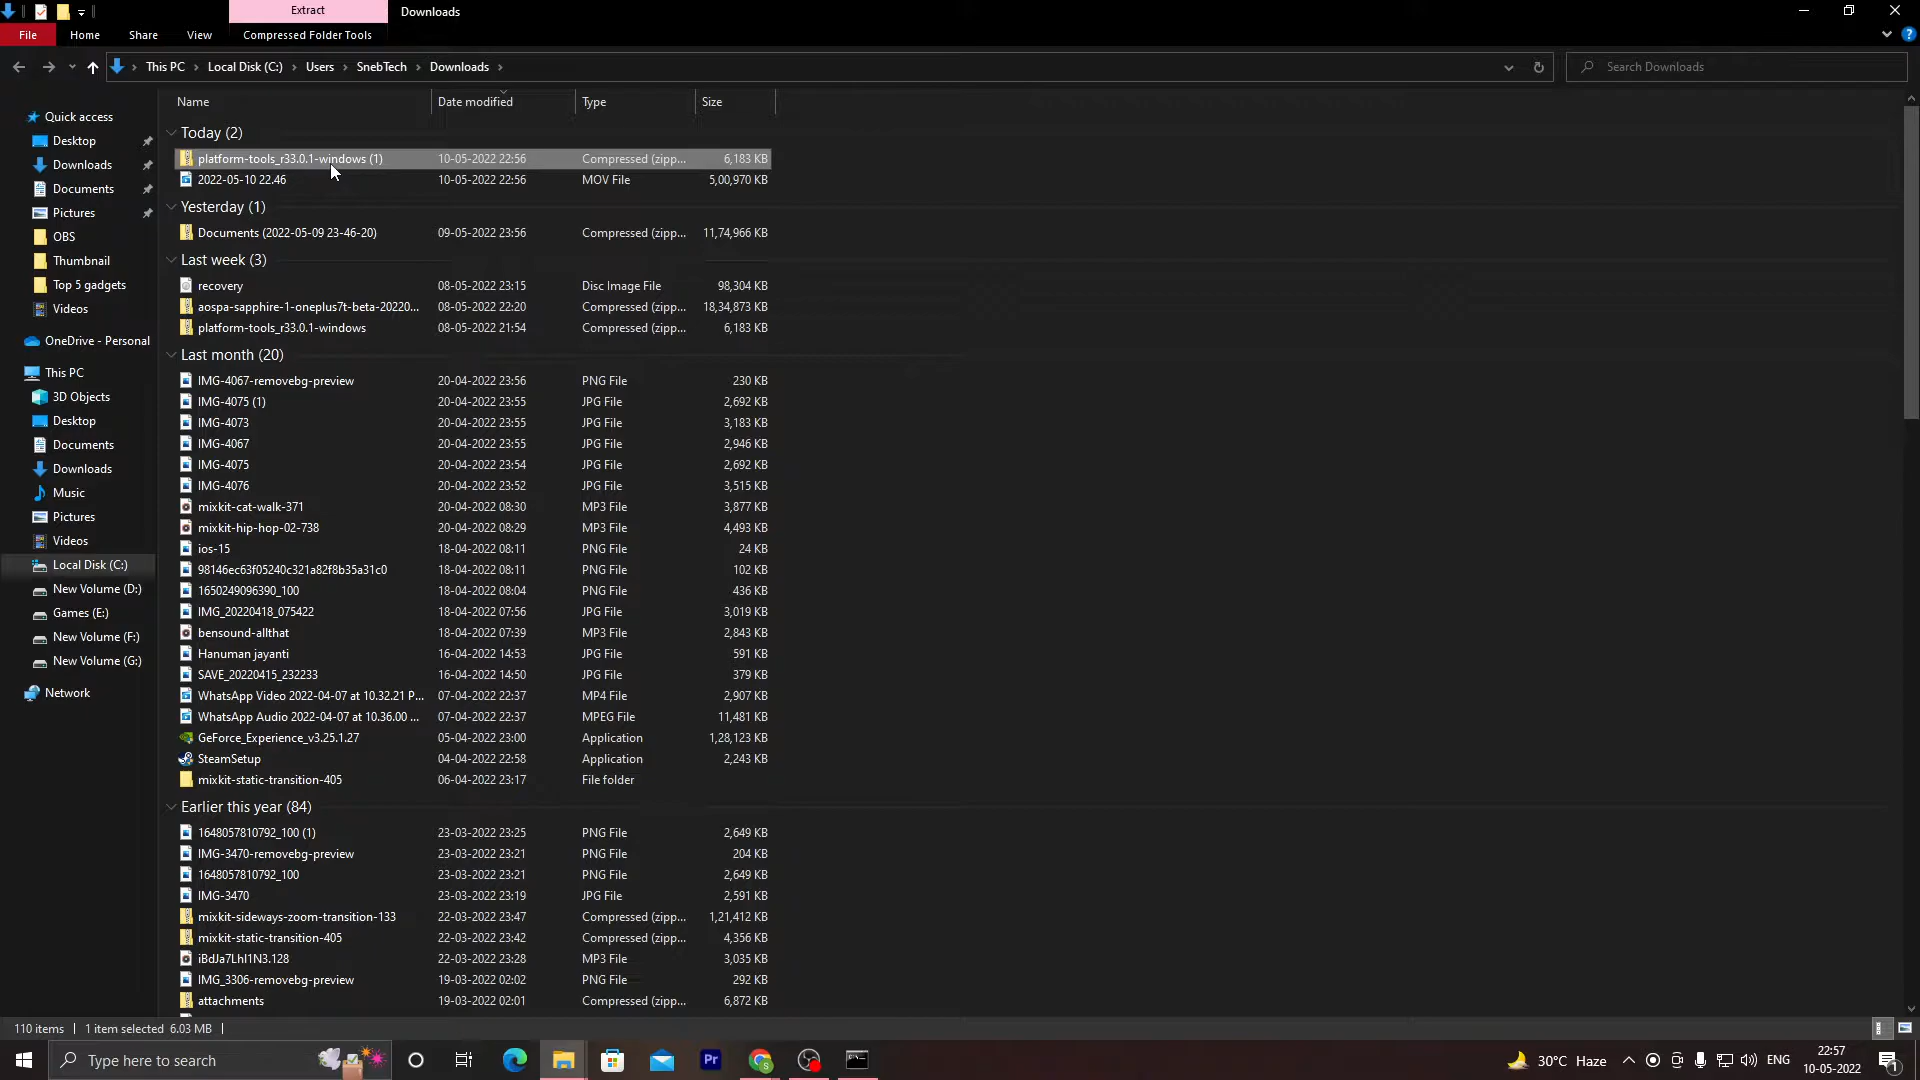 Extract
Downloads
File
Home
Share
View
Compressed Folder Tools
This PC
Local Disk (C:)
Users
SnebTech
Downloads
Search Downloads
Name
Date modified
Type
Size
Quick access
Desktop
Downloads
Documents
Pictures
OBS
Thumbnail
Top 5 gadgets
Videos
OneDrive - Personal
This PC
3D Objects
Desktop
Documents
Downloads
Music
Pictures
Videos
Local Disk (C:)
New Volume (D:)
Games (E:)
New Volume (F:)
New Volume (G:)
Network
Today (2)
platform-tools_r33.0.1-windows (1) 10-05-2022 22:56 Compressed (zipp... 6,183 KB
2022-05-10 22.46 10-05-2022 22:56 MOV File 5,00,970 KB
Yesterday (1)
Documents (2022-05-09 23-46-20) 09-05-2022 23:56 Compressed (zipp... 11,74,966 KB
Last week (3)
recovery 08-05-2022 23:15 Disc Image File 98,304 KB
aospa-sapphire-1-oneplus7t-beta-20220... 08-05-2022 22:20 Compressed (zipp... 18,34,873 KB
platform-tools_r33.0.1-windows 08-05-2022 21:54 Compressed (zipp... 6,183 KB
Last month (20)
IMG-4067-removebg-preview 20-04-2022 23:56 PNG File 230 KB
IMG-4075 (1) 20-04-2022 23:55 JPG File 2,692 KB
IMG-4073 20-04-2022 23:55 JPG File 3,183 KB
IMG-4067 20-04-2022 23:55 JPG File 2,946 KB
IMG-4075 20-04-2022 23:54 JPG File 2,692 KB
IMG-4076 20-04-2022 23:52 JPG File 3,515 KB
mixkit-cat-walk-371 20-04-2022 08:30 MP3 File 3,877 KB
mixkit-hip-hop-02-738 20-04-2022 08:29 MP3 File 4,493 KB
ios-15 18-04-2022 08:11 PNG File 24 KB
98146ec63f05240c321a82f8b35a31c0 18-04-2022 08:11 PNG File 102 KB
1650249096390_100 18-04-2022 08:04 PNG File 436 KB
IMG_20220418_075422 18-04-2022 07:56 JPG File 3,019 KB
bensound-allthat 18-04-2022 07:39 MP3 File 2,843 KB
Hanuman jayanti 16-04-2022 14:53 JPG File 591 KB
SAVE_20220415_232233 16-04-2022 14:50 JPG File 379 KB
WhatsApp Video 2022-04-07 at 10.32.21 P... 07-04-2022 22:37 MP4 File 2,907 KB
WhatsApp Audio 2022-04-07 at 10.36.00 ... 07-04-2022 22:37 MPEG File 11,481 KB
GeForce_Experience_v3.25.1.27 05-04-2022 23:00 Application 1,28,123 KB
SteamSetup 04-04-2022 22:58 Application 2,243 KB
mixkit-static-transition-405 06-04-2022 23:17 File folder
Earlier this year (84)
1648057810792_100 (1) 23-03-2022 23:25 PNG File 2,649 KB
IMG-3470-removebg-preview 23-03-2022 23:21 PNG File 204 KB
1648057810792_100 23-03-2022 23:21 PNG File 2,649 KB
IMG-3470 23-03-2022 23:19 JPG File 2,591 KB
mixkit-sideways-zoom-transition-133 22-03-2022 23:47 Compressed (zipp... 1,21,412 KB
mixkit-static-transition-405 22-03-2022 23:42 Compressed (zipp... 4,356 KB
iBdJa7LhI1N3.128 22-03-2022 23:28 MP3 File 3,035 KB
IMG_3306-removebg-preview 19-03-2022 02:02 PNG File 292 KB
attachments 19-03-2022 02:01 Compressed (zipp... 6,872 KB
110 items
1 item selected 6.03 MB
Type here to search
Pr
30°C Haze
ENG
22:57
10-05-2022
1